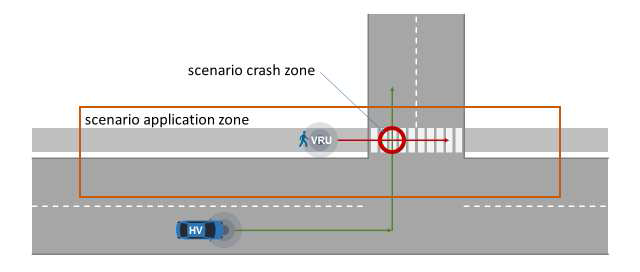 scenario crash zone
scenario application zone
VRU
HV